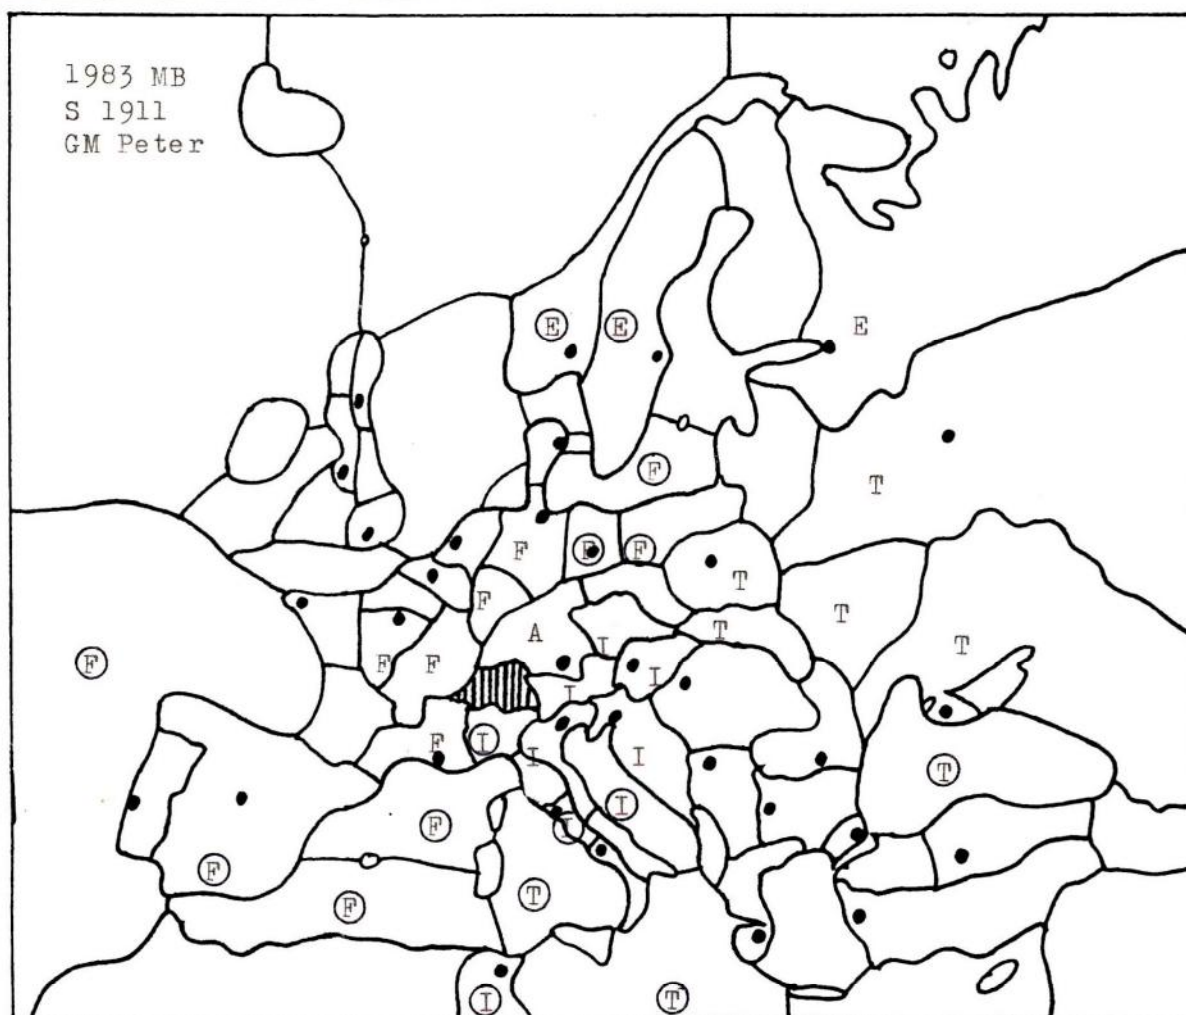 1983 MB
S 1911
GM Peter
E E E
F
T
F F
T
F T
A T
I T
F F F I
I
F I I I T
I
F I
F
T
F
I T